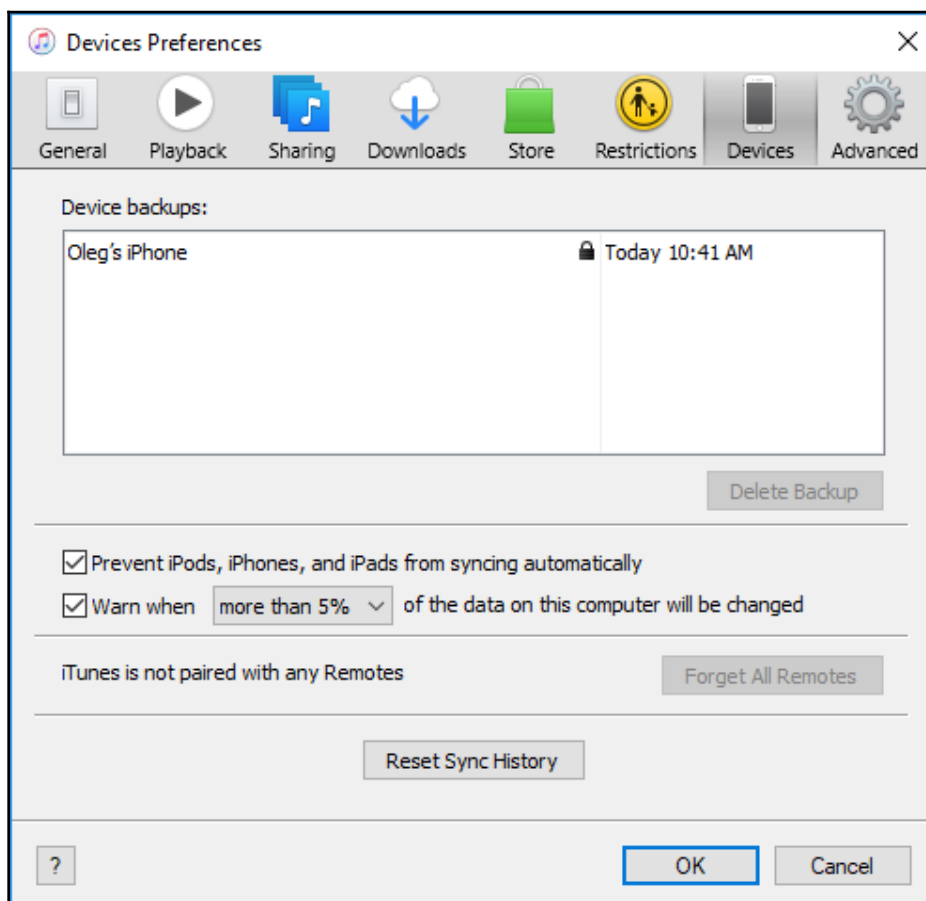 Devices Preferences
General Playback Sharing Downloads Store Restrictions Devices Advanced
Device backups:
Oleg's iPhone Today 10:41 AM
Delete Backup
Prevent iPods, iPhones, and iPads from syncing automatically
Warn when more than 5% of the data on this computer will be changed
iTunes is not paired with any Remotes Forget All Remotes
Reset Sync History
? OK Cancel